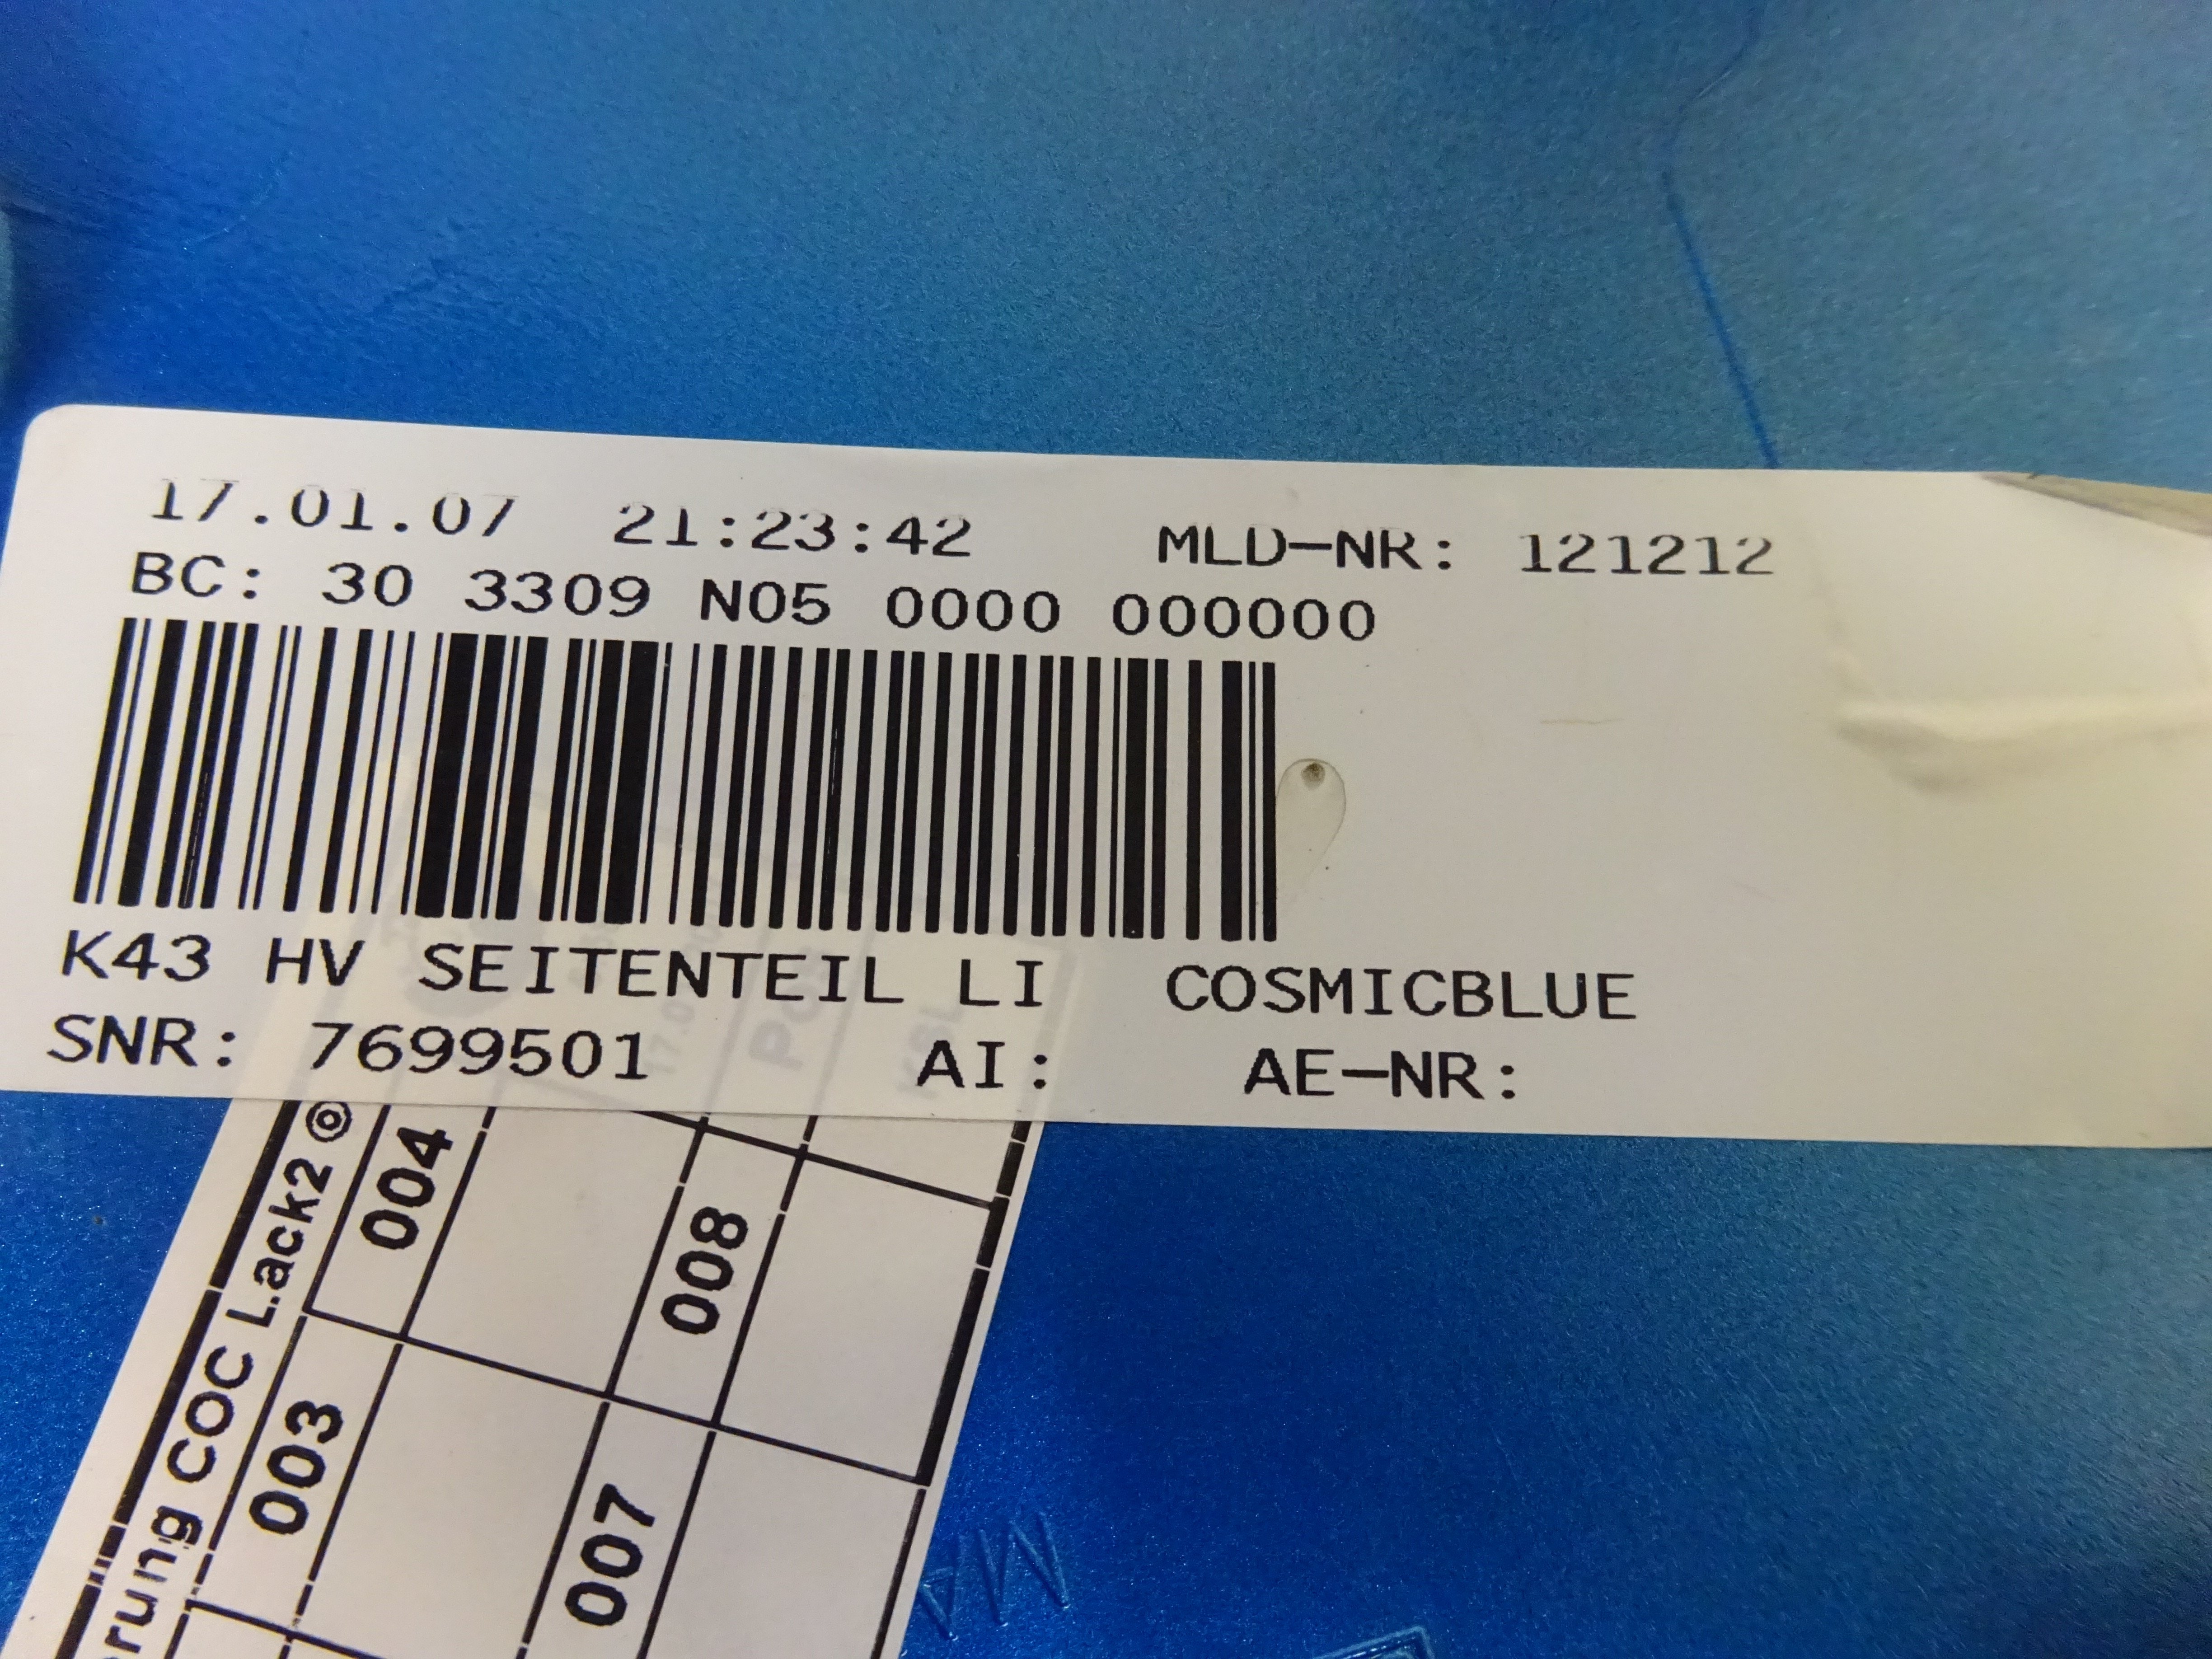 17.01.07 21:23:42 MLD-NR: 121212
BC: 30 3309 N05 0000 000000
K43 HV SEITENTEIL LI COSMICBLUE
SNR: 7699501 AI: AE-NR:
COC Lack2 @
003 004
007 008